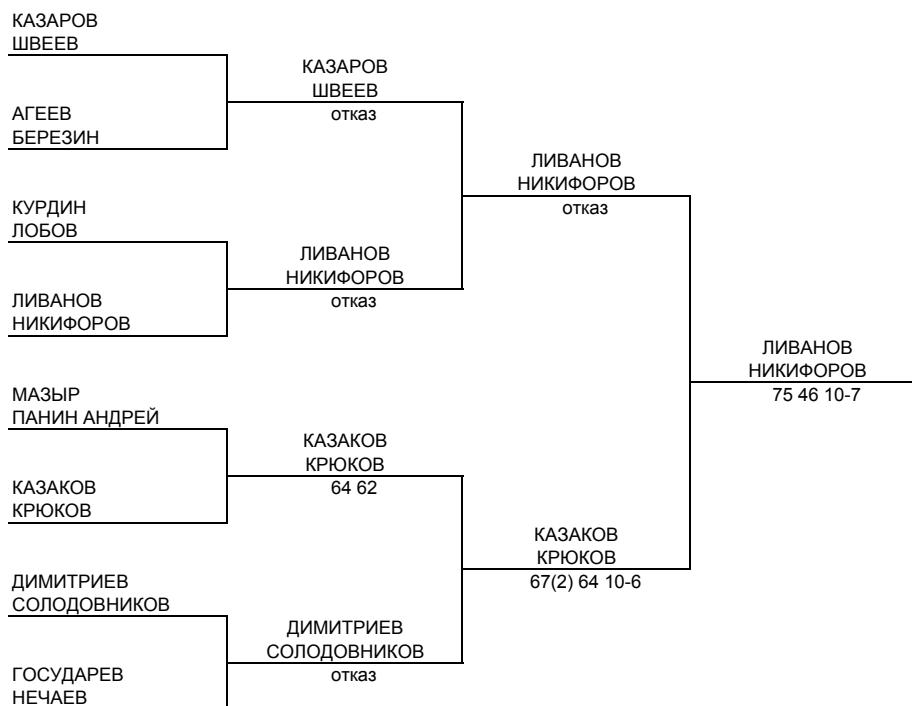 КАЗАРОВ
ШВЕЕВ
КАЗАРОВ
ШВЕЕВ
отказ
АГЕЕВ
БЕРЕЗИН
ЛИВАНОВ
НИКИФОРОВ
отказ
КУРДИН
ЛОБОВ
ЛИВАНОВ
НИКИФОРОВ
отказ
ЛИВАНОВ
НИКИФОРОВ
ЛИВАНОВ
НИКИФОРОВ
75 46 10-7
МАЗЫР
ПАНИН АНДРЕЙ
КАЗАКОВ
КРЮКОВ
64 62
КАЗАКОВ
КРЮКОВ
КАЗАКОВ
КРЮКОВ
67(2) 64 10-6
ДИМИТРИЕВ
СОЛОДОВНИКОВ
ДИМИТРИЕВ
СОЛОДОВНИКОВ
отказ
ГОСУДАРЕВ
НЕЧАЕВ